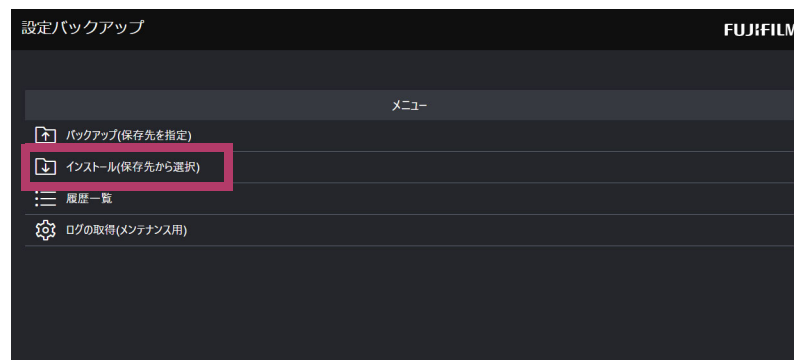 設定バックアップ
FUJIFILM
メニュー
バックアップ(保存先を指定)
インストール(保存先から選択)
履歴一覧
ログの取得(メンテナンス用)